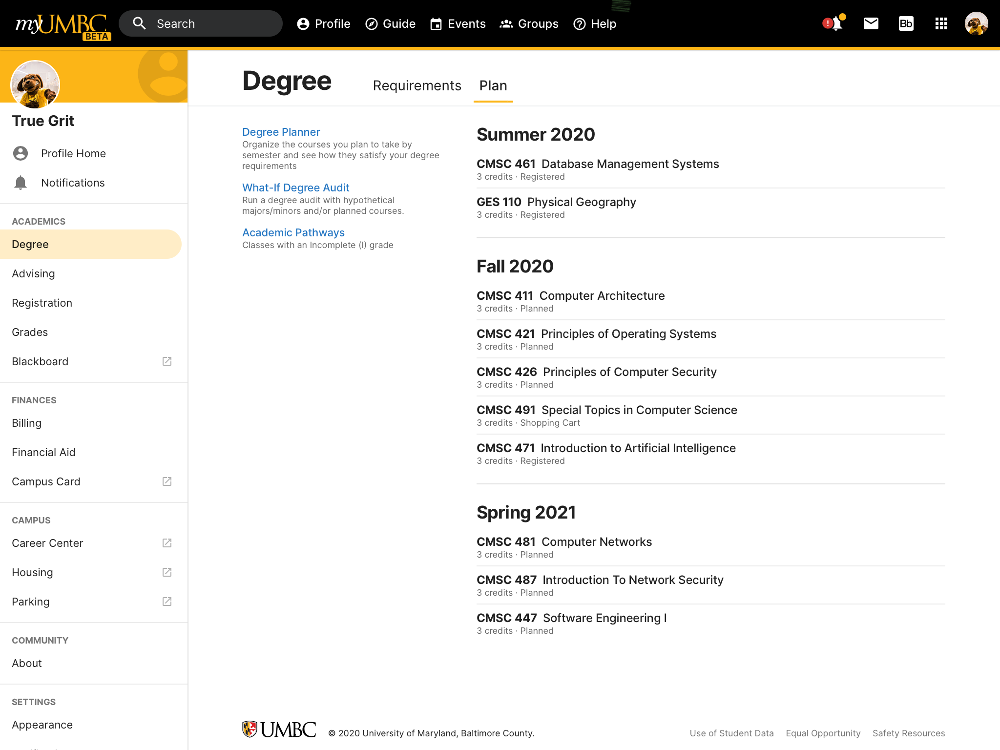 myUMBC
BETA
Search
Profile
Guide
Events
Groups
Help
!
Bb
True Grit
Profile Home
Notifications
ACADEMICS
Degree
Advising
Registration
Grades
Blackboard
FINANCES
Billing
Financial Aid
Campus Card
CAMPUS
Career Center
Housing
Parking
COMMUNITY
About
SETTINGS
Appearance
Degree
Requirements
Plan
Degree Planner
Organize the courses you plan to take by
semester and see how they satisfy your degree
requirements
What-If Degree Audit
Run a degree audit with hypothetical
majors/minors and/or planned courses.
Academic Pathways
Classes with an Incomplete (I) grade
Summer 2020
CMSC 461 Database Management Systems
3 credits · Registered
GES 110 Physical Geography
3 credits · Registered
Fall 2020
CMSC 411 Computer Architecture
3 credits · Planned
CMSC 421 Principles of Operating Systems
3 credits · Planned
CMSC 426 Principles of Computer Security
3 credits · Planned
CMSC 491 Special Topics in Computer Science
3 credits · Shopping Cart
CMSC 471 Introduction to Artificial Intelligence
3 credits · Registered
Spring 2021
CMSC 481 Computer Networks
3 credits · Planned
CMSC 487 Introduction To Network Security
3 credits · Planned
CMSC 447 Software Engineering I
3 credits · Planned
UMBC
© 2020 University of Maryland, Baltimore County.
Use of Student Data
Equal Opportunity
Safety Resources